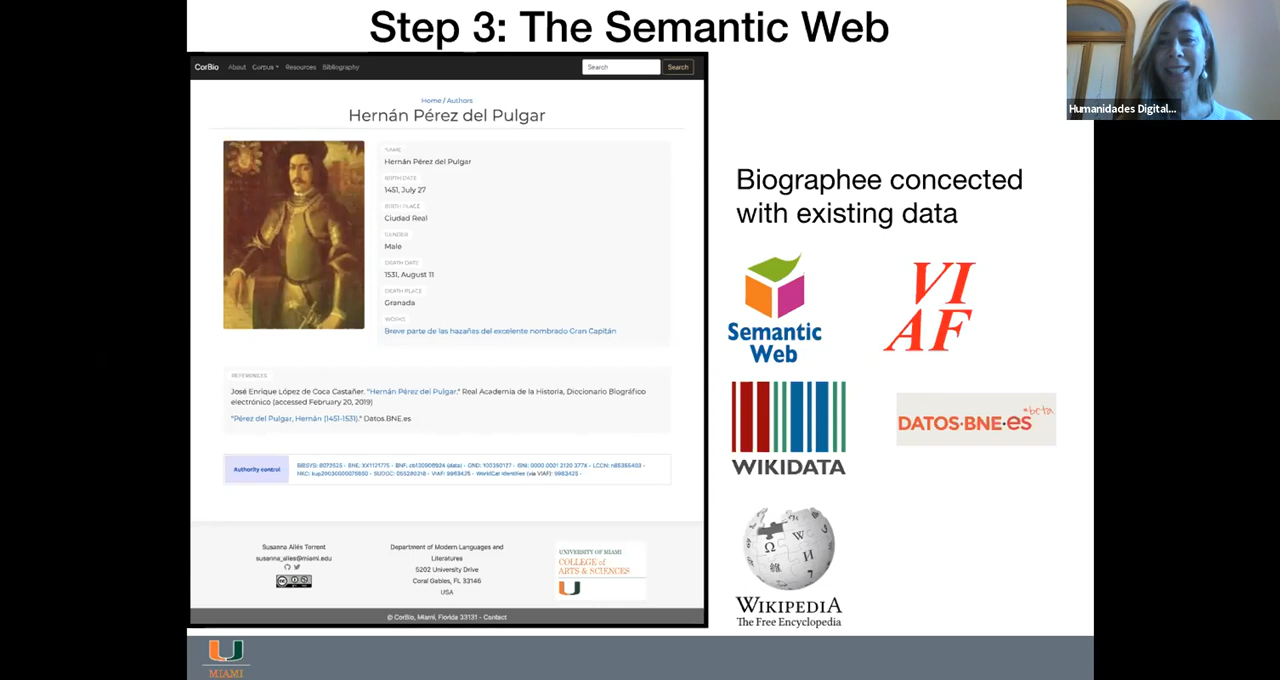 Step 3: The Semantic Web
Humanidades Digital...
CorBio About Corpus Resources Bibliography Search Search
Home / Authors
Hernán Pérez del Pulgar
NAME
Hernán Pérez del Pulgar
BIRTH DATE
1451, July 27
BIRTH PLACE
Ciudad Real
GENDER
Male
DEATH DATE
1531, August 11
DEATH PLACE
Granada
WORKS
Breve parte de las hazañas del excelente nombrado Gran Capitán
REFERENCES
José Enrique López de Coca Castañer. "Hernán Pérez del Pulgar." Real Academia de la Historia, Diccionario Biográfico
electrónico (accessed February 20, 2019)
"Pérez del Pulgar, Hernán (1451-1531)." Datos.BNE.es
Authority control
Susanna Allés Torrent
susanna_alles@miami.edu
Department of Modern Languages and
Literatures
5202 University Drive
Coral Gables, FL 33146
USA
UNIVERSITY OF MIAMI
COLLEGE of
ARTS & SCIENCES
© CorBio, Miami, Florida 33131 - Contact
Biographee concected
with existing data
Semantic
Web
VI
AF
WIKIDATA
DATOS·BNE·es *beta
WIKIPEDIA
The Free Encyclopedia
MIAMI